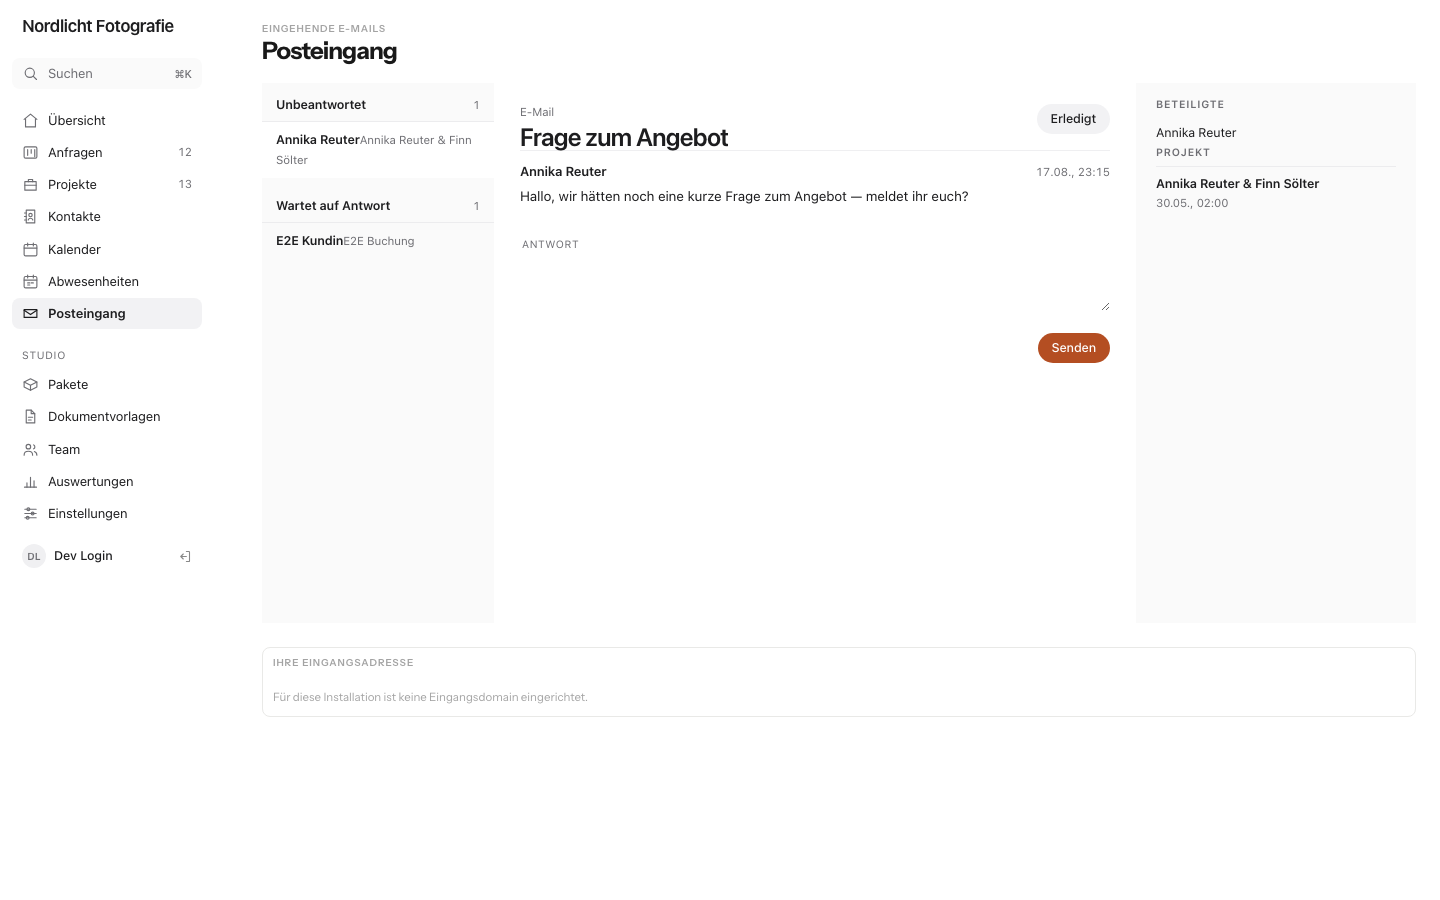 Nordlicht Fotografie
Suchen ⌘K
Übersicht
Anfragen 12
Projekte 13
Kontakte
Kalender
Abwesenheiten
Posteingang
STUDIO
Pakete
Dokumentvorlagen
Team
Auswertungen
Einstellungen
DL Dev Login
EINGEHENDE E-MAILS
Posteingang
Unbeantwortet 1
Annika ReuterAnnika Reuter & Finn
Sölter
Wartet auf Antwort 1
E2E KundinE2E Buchung
E-Mail
Frage zum Angebot
Erledigt
Annika Reuter 17.08., 23:15
Hallo, wir hätten noch eine kurze Frage zum Angebot — meldet ihr euch?
ANTWORT
Senden
BETEILIGTE
Annika Reuter
PROJEKT
Annika Reuter & Finn Sölter
30.05., 02:00
IHRE EINGANGSADRESSE
Für diese Installation ist keine Eingangsdomain eingerichtet.